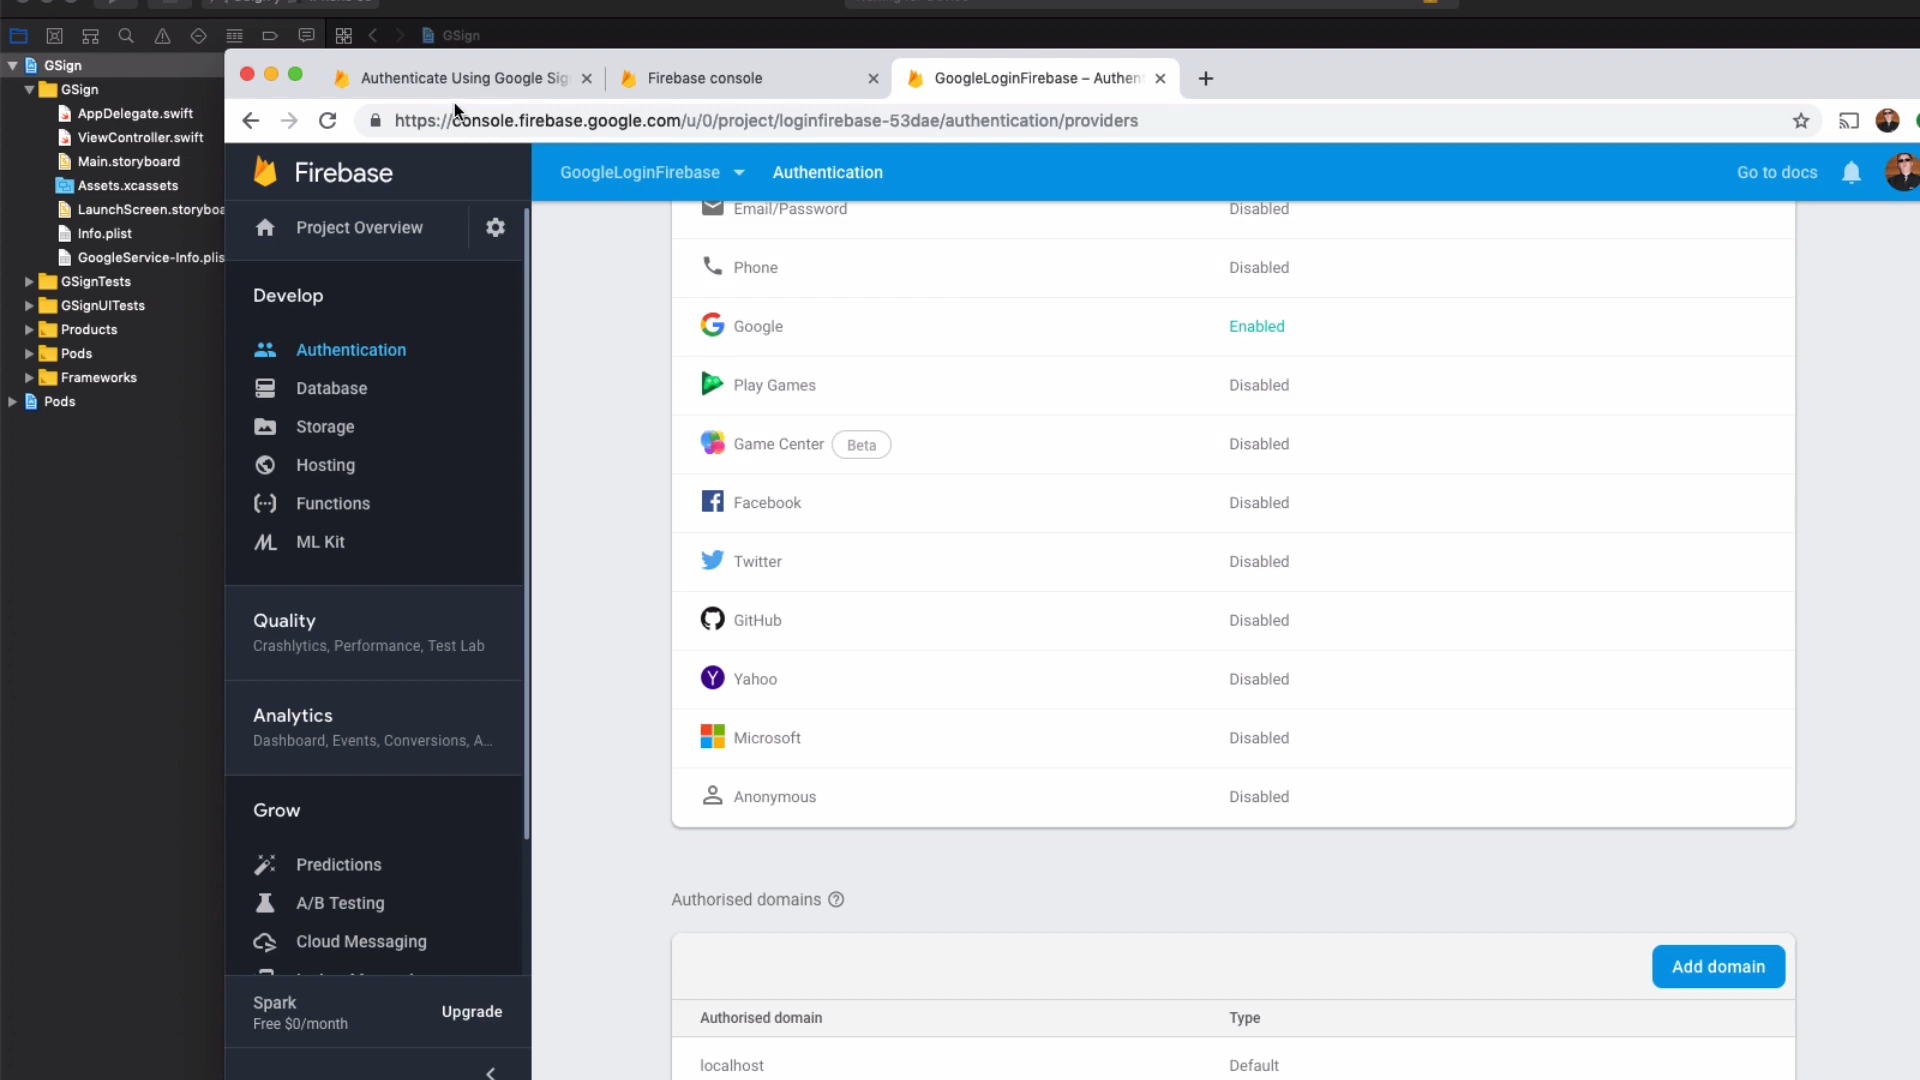 GSign
GSign
GSign
AppDelegate.swift
ViewController.swift
Main.storyboard
Assets.xcassets
LaunchScreen.storyboa
Info.plist
GoogleService-Info.plis
GSignTests
GSignUITests
Products
Pods
Frameworks
Pods
Authenticate Using Google Sig
Firebase console
GoogleLoginFirebase – Authen
https://console.firebase.google.com/u/0/project/loginfirebase-53dae/authentication/providers
Firebase
GoogleLoginFirebase
Authentication
Go to docs
Project Overview
Develop
Authentication
Database
Storage
Hosting
Functions
ML Kit
Quality
Crashlytics, Performance, Test Lab
Analytics
Dashboard, Events, Conversions, A...
Grow
Predictions
A/B Testing
Cloud Messaging
Spark
Free $0/month
Upgrade
Email/Password Disabled
Phone Disabled
Google Enabled
Play Games Disabled
Game Center Beta Disabled
Facebook Disabled
Twitter Disabled
GitHub Disabled
Yahoo Disabled
Microsoft Disabled
Anonymous Disabled
Authorised domains
Add domain
Authorised domain Type
localhost Default